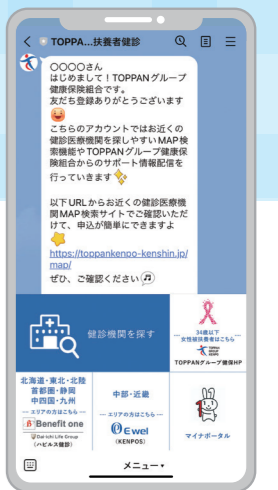 TOPPA...扶養者健診
〇〇〇〇さん
はじめまして！TOPPANグループ
健康保険組合です。
友だち登録ありがとうございます
こちらのアカウントではお近く
の健診医療機関を探しやすいMAP検
索機能やTOPPANグループ健康保
険組合からのサポート情報配信を
行っていきます
以下URLからお近くの健診医療機
関MAP検索サイトでご確認いただ
けて、申込が簡単にできますよ
https://toppankenpo-kenshin.jp/
map/
ぜひ、ご確認ください
健診機関を探す
34歳以下
女性被扶養者はこちら
TOPPANグループ健保HP
北海道・東北・北陸
首都圏・静岡
中四国・九州
エリアの方はこちら
Benefit one
Dai-ichi Life Group
(ハピルス健診)
中部・近畿
エリアの方はこちら
Ewel
(KENPOS)
マイナポータル
メニュー▾